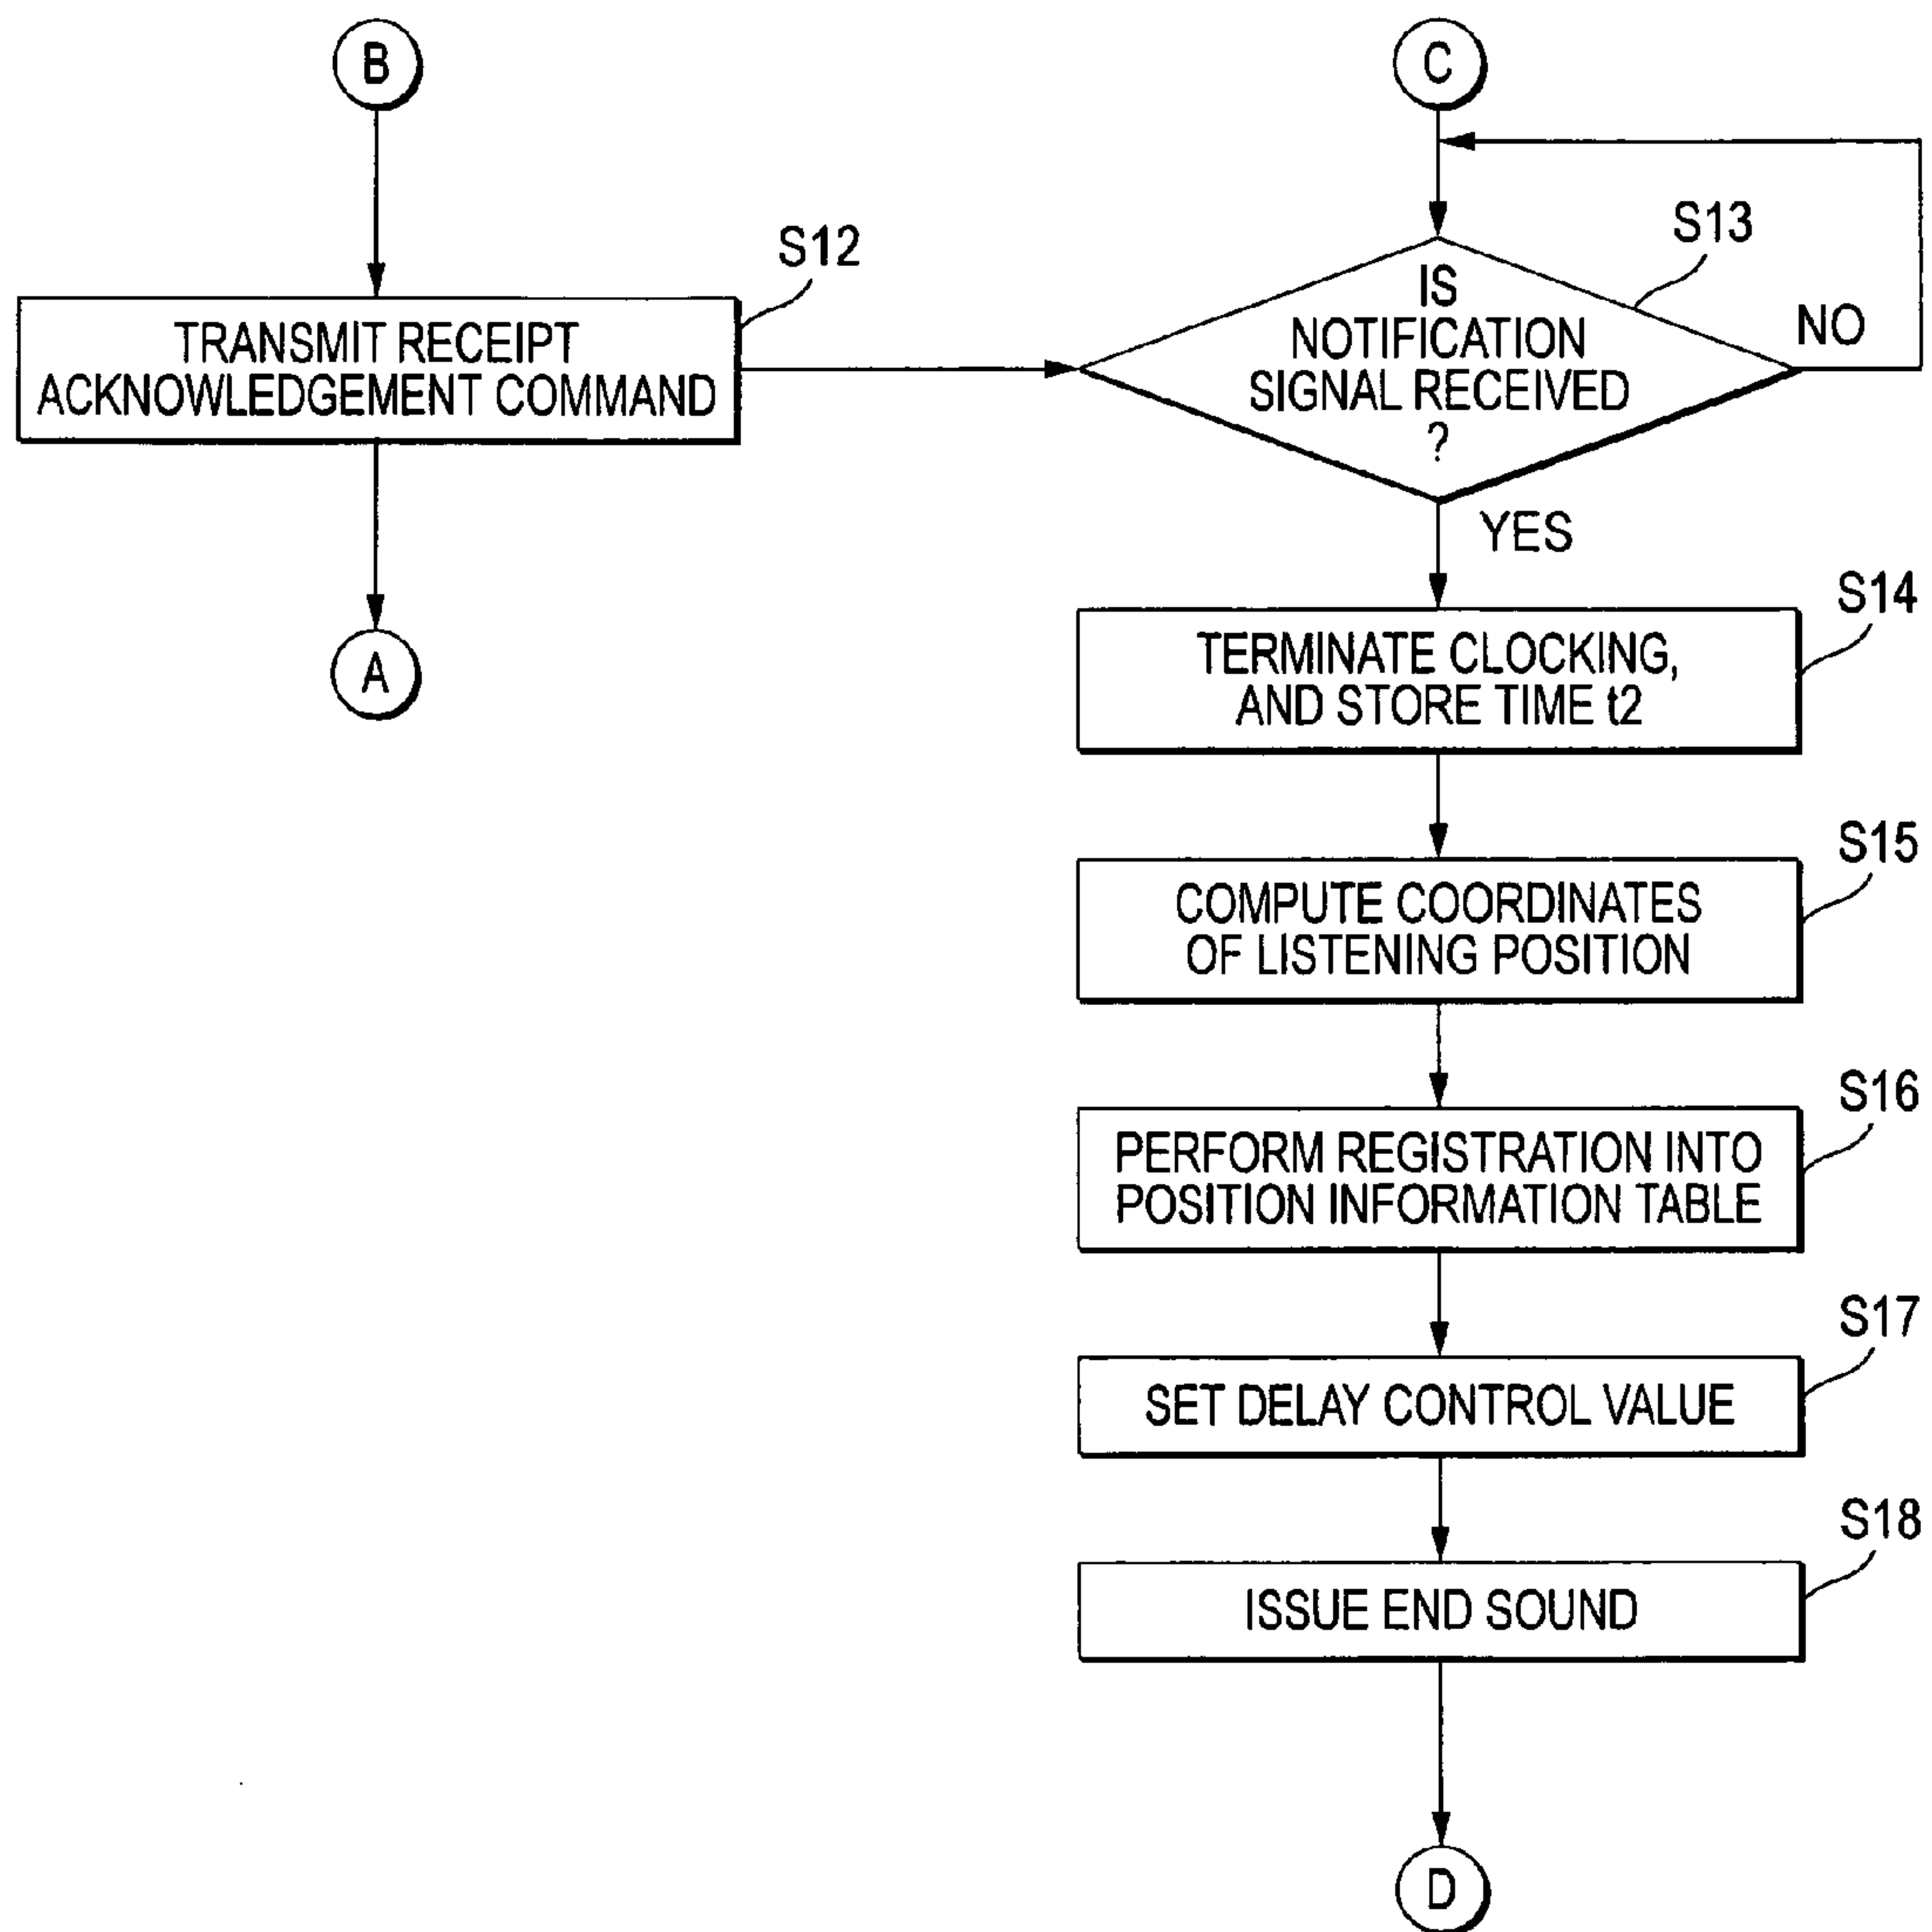 B
C
S12
TRANSMIT RECEIPT
ACKNOWLEDGEMENT COMMAND
S13
IS
NOTIFICATION
SIGNAL RECEIVED
?
NO
YES
A
S14
TERMINATE CLOCKING,
AND STORE TIME t2
S15
COMPUTE COORDINATES
OF LISTENING POSITION
S16
PERFORM REGISTRATION INTO
POSITION INFORMATION TABLE
S17
SET DELAY CONTROL VALUE
S18
ISSUE END SOUND
D